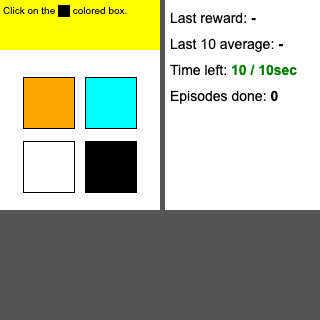 Click on the colored box.
Last reward: -
Last 10 average: -
Time left: 10 / 10sec
Episodes done: 0